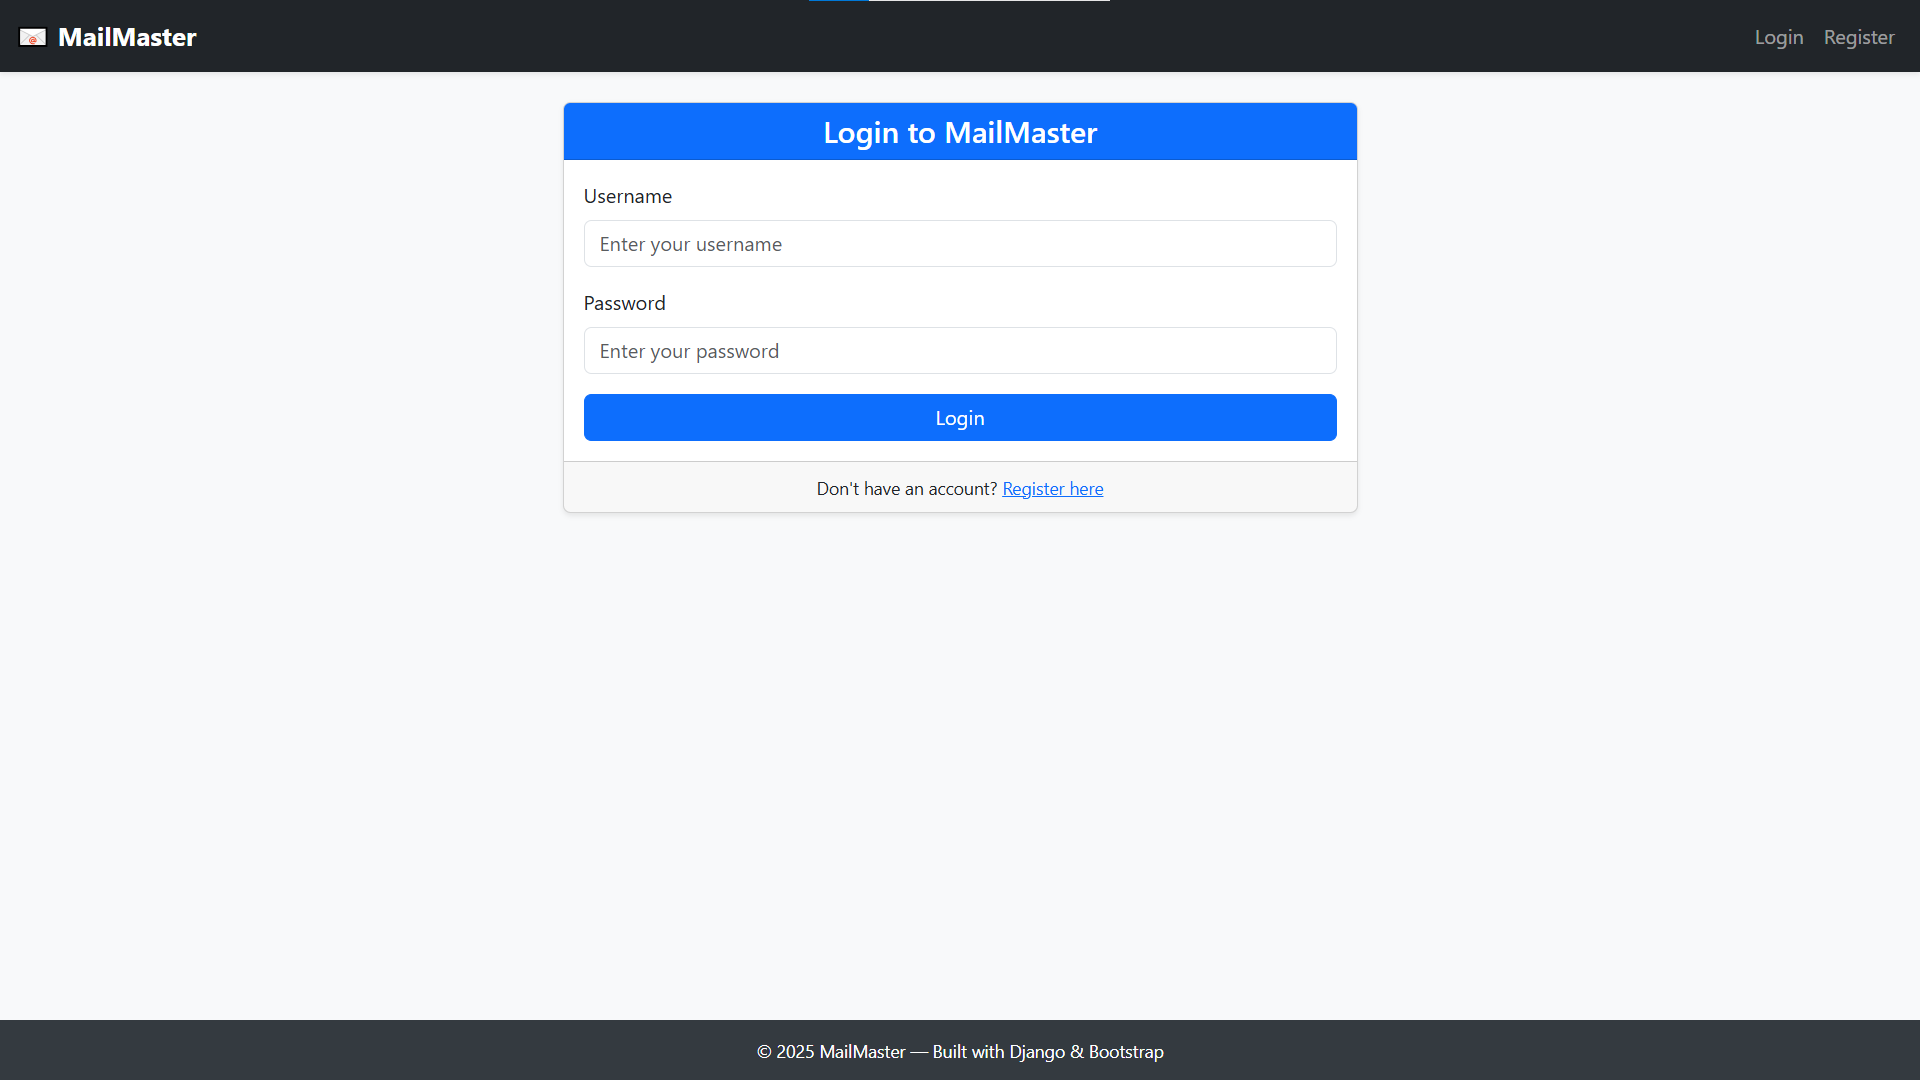 MailMaster
Login Register
Login to MailMaster
Username
Enter your username
Password
Enter your password
Login
Don't have an account? Register here
© 2025 MailMaster — Built with Django & Bootstrap